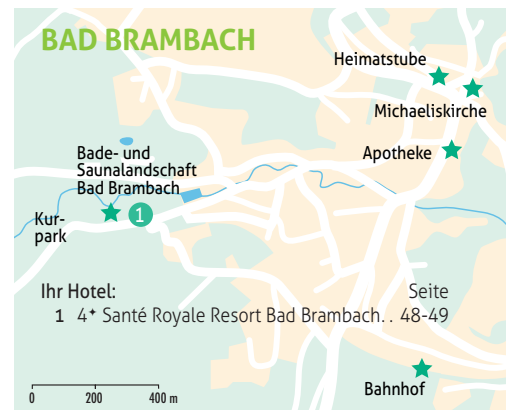 BAD BRAMBACH
Heimatstube
Michaeliskirche
Apotheke
Bade- und
Saunalandschaft
Bad Brambach
1
Kur-
park
Ihr Hotel: Seite
1 4⁺ Santé Royale Resort Bad Brambach. . 48-49
Bahnhof
0 200 400 m